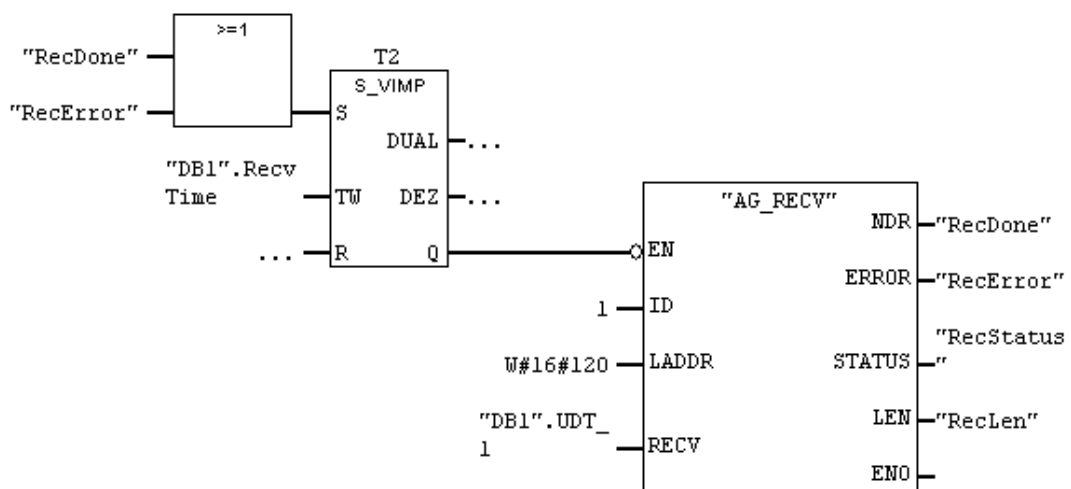 >=1
"RecDone"
"RecError"
T2
S_VIMP
S
DUAL
...
"DB1".Recv
Time
TW
DEZ
...
...
R
Q
"AG_RECV"
NDR
"RecDone"
EN
ERROR
"RecError"
1
ID
"RecStatus
"
W#16#120
LADDR
STATUS
"DB1".UDT_
1
RECV
LEN
"RecLen"
ENO